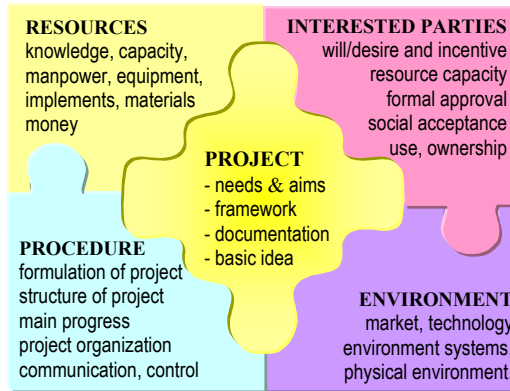 RESOURCES
knowledge, capacity,
manpower, equipment,
implements, materials
money
INTERESTED PARTIES
will/desire and incentive
resource capacity
formal approval
social acceptance
use, ownership
PROJECT
- needs & aims
- framework
- documentation
- basic idea
PROCEDURE
formulation of project
structure of project
main progress
project organization
communication, control
ENVIRONMENT
market, technology
environment systems,
physical environment,